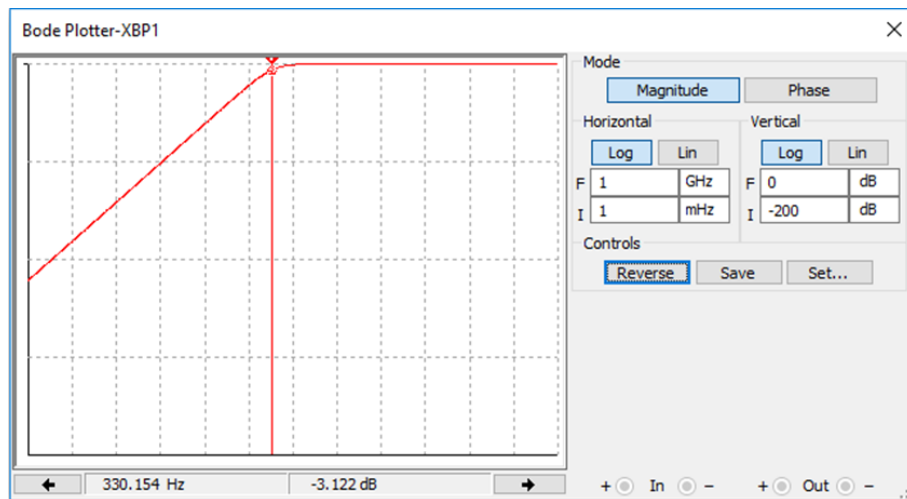 Bode Plotter-XBP1
Mode
Magnitude Phase
Horizontal Vertical
Log Lin Log Lin
F 1 GHz F 0 dB
I 1 mHz I -200 dB
Controls
Reverse Save Set...
330.154 Hz -3.122 dB
+ In - + Out -